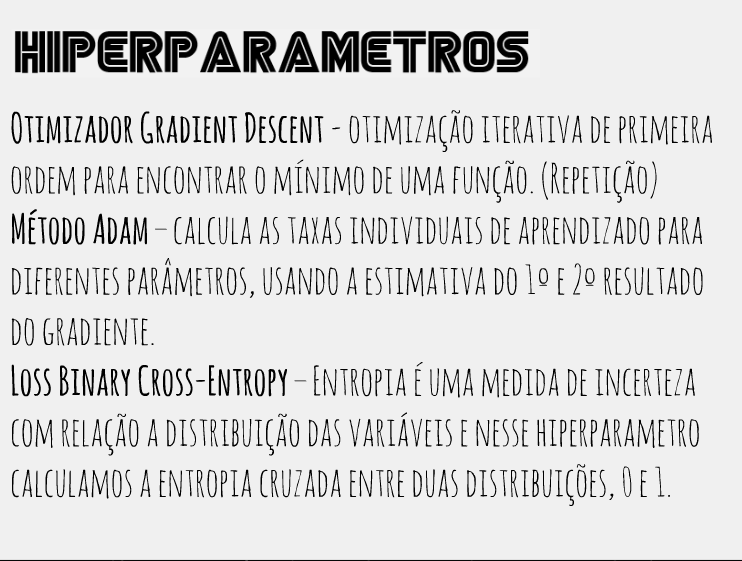 HIPERPARAMETROS
Otimizador Gradient Descent - otimização iterativa de primeira
ordem para encontrar o mínimo de uma função. (Repetição)
Método Adam – calcula as taxas individuais de aprendizado para
diferentes parâmetros, usando a estimativa do 1º e 2º resultado
do gradiente.
Loss Binary Cross-Entropy – Entropia é uma medida de incerteza
com relação a distribuição das variáveis e nesse hiperparametro
calculamos a entropia cruzada entre duas distribuições, 0 e 1.